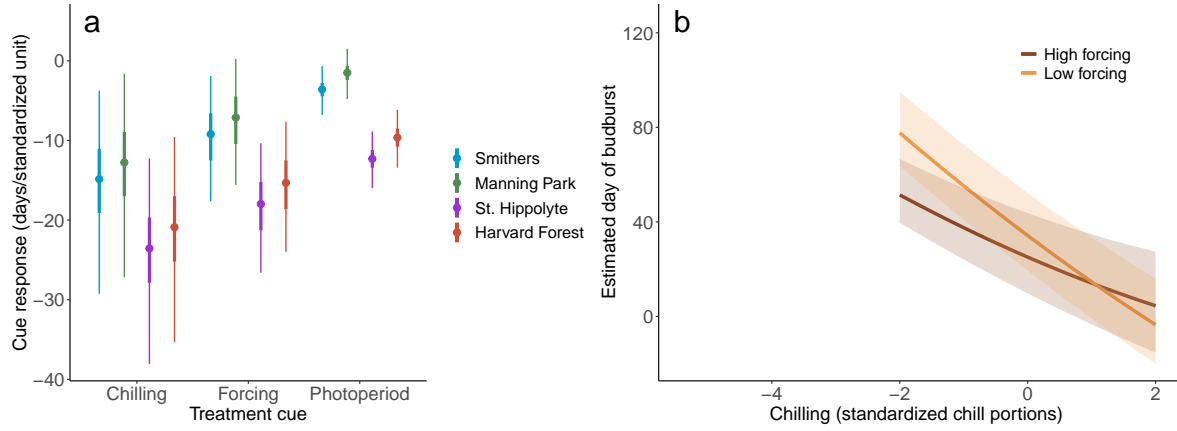 a
Cue response (days/standardized unit)
0
−10
−20
−30
−40
Chilling
Forcing
Photoperiod
Treatment cue
Smithers
Manning Park
St. Hippolyte
Harvard Forest
b
Estimated day of budburst
120
80
40
0
−4
−2
0
2
Chilling (standardized chill portions)
High forcing
Low forcing